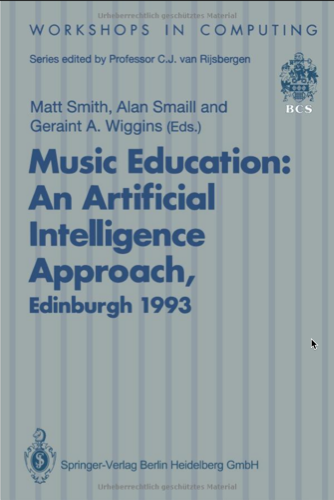 Urheberrechtlich geschütztes Material
WORKSHOPS IN COMPUTING
Series edited by Professor C.J. van Rijsbergen
BCS
Matt Smith, Alan Smaill and
Geraint A. Wiggins (Eds.)
Music Education:
An Artificial
Intelligence
Approach,
Edinburgh 1993
Springer-Verlag Berlin Heidelberg GmbH
Urheberrechtlich geschütztes Material